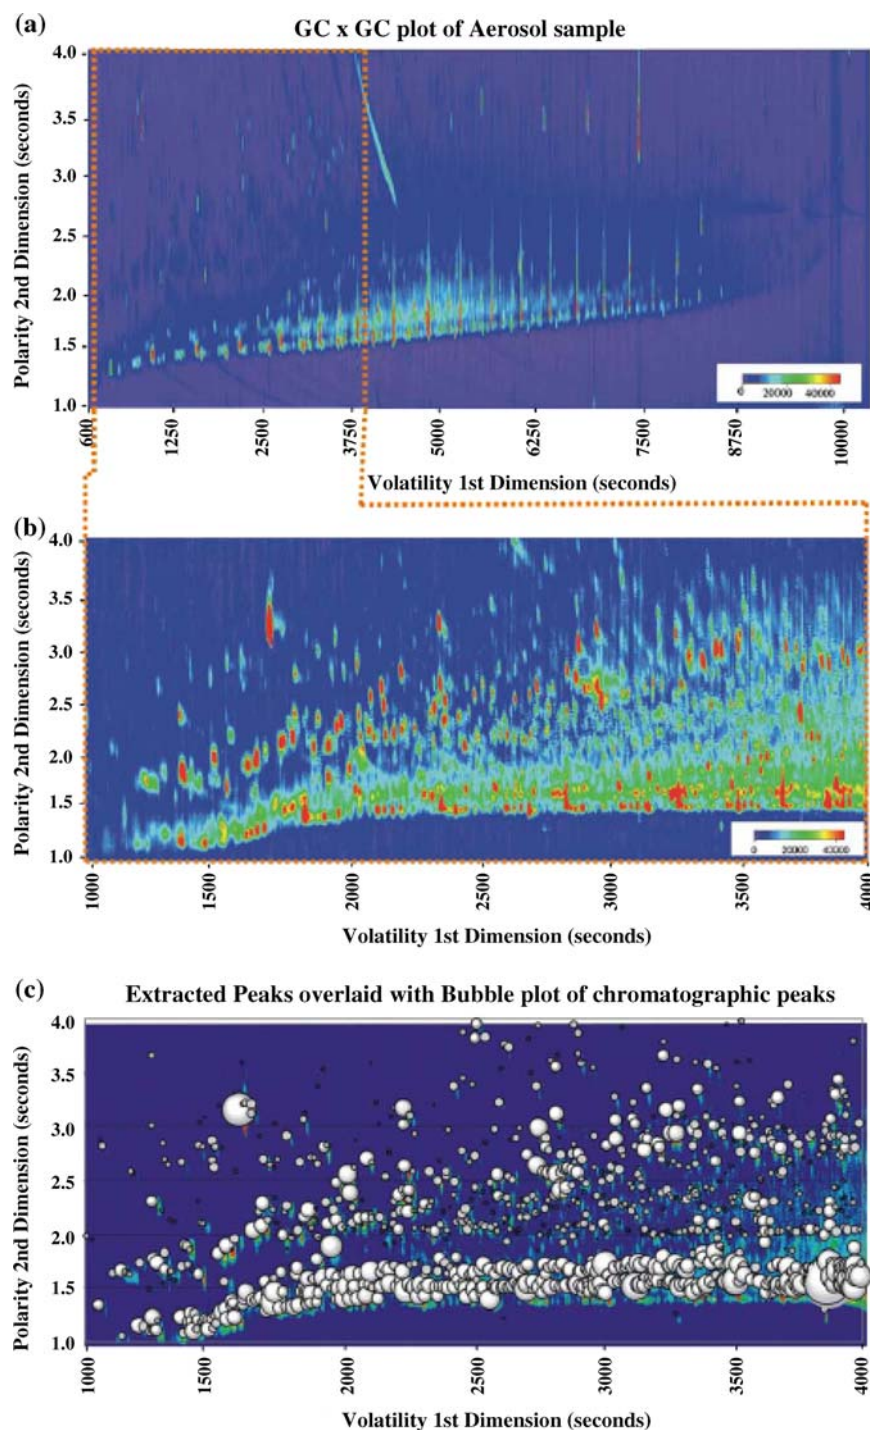 (a)
GC x GC plot of Aerosol sample
Polarity 2nd Dimension (seconds)
4.0
3.5
3.0
2.5
2.0
1.5
1.0
0 20000 40000
600 1250 2500 3750 5000 6250 7500 8750 10000
Volatility 1st Dimension (seconds)
(b)
Polarity 2nd Dimension (seconds)
4.0
3.5
3.0
2.5
2.0
1.5
1.0
0 20000 40000
1000 1500 2000 2500 3000 3500 4000
Volatility 1st Dimension (seconds)
(c)
Extracted Peaks overlaid with Bubble plot of chromatographic peaks
Polarity 2nd Dimension (seconds)
4.0
3.5
3.0
2.5
2.0
1.5
1.0
1000 1500 2000 2500 3000 3500 4000
Volatility 1st Dimension (seconds)